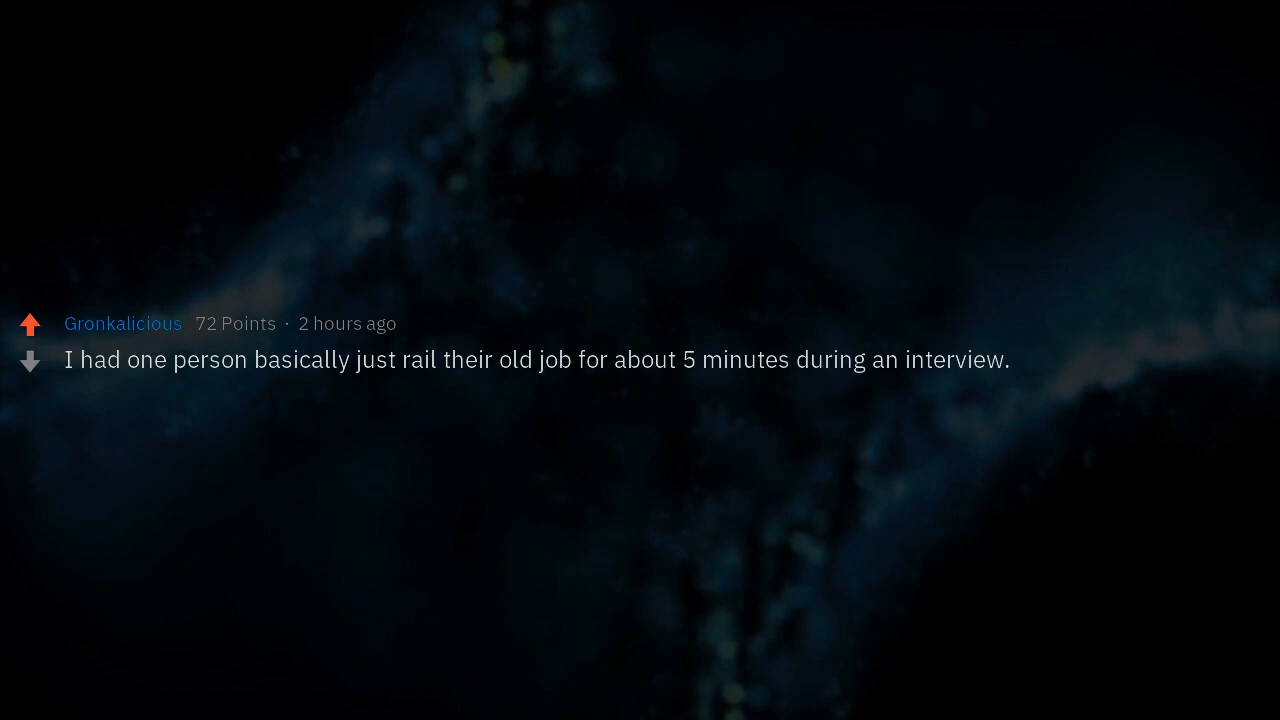 Gronkalicious 72 Points · 2 hours ago
I had one person basically just rail their old job for about 5 minutes during an interview.